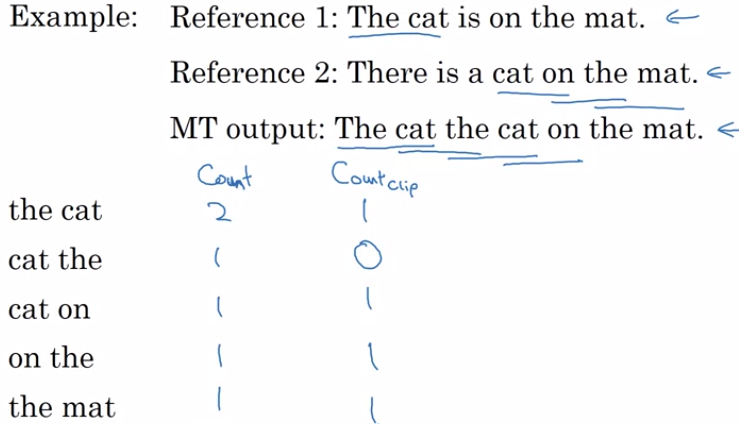 Example: Reference 1: The cat is on the mat. ←
Reference 2: There is a cat on the mat. ←
MT output: The cat the cat on the mat. ←
Count Count clip
the cat 2 1
cat the 1 0
cat on 1 1
on the 1 1
the mat 1 1